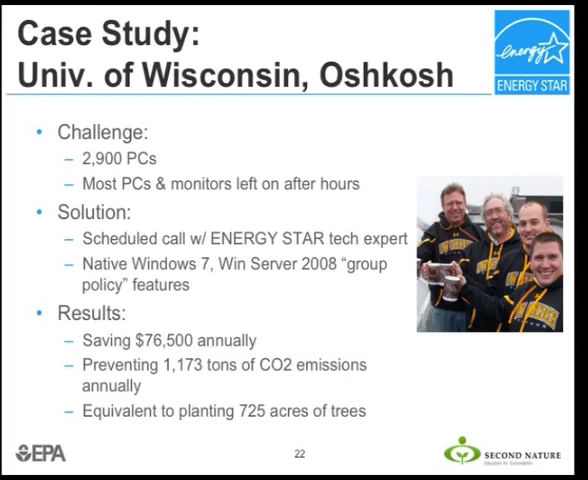 Case Study:
Univ. of Wisconsin, Oshkosh
energy
ENERGY STAR
• Challenge:
– 2,900 PCs
– Most PCs & monitors left on after hours
• Solution:
– Scheduled call w/ ENERGY STAR tech expert
– Native Windows 7, Win Server 2008 “group
policy” features
• Results:
– Saving $76,500 annually
– Preventing 1,173 tons of CO2 emissions
annually
– Equivalent to planting 725 acres of trees
EPA
22
SECOND NATURE
Education for Sustainability